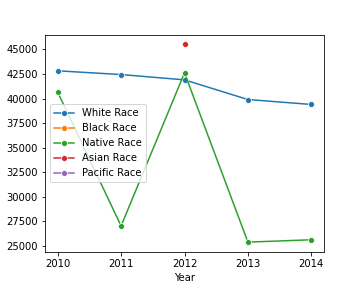 45000
42500
40000
37500
35000
32500
30000
27500
25000
White Race
Black Race
Native Race
Asian Race
Pacific Race
2010 2011 2012 2013 2014
Year